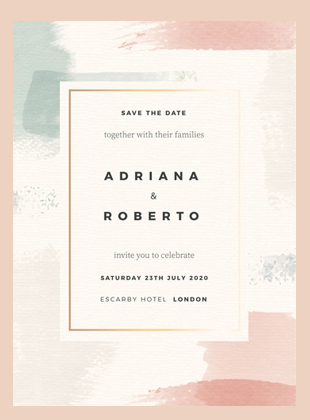 SAVE THE DATE
together with their families
ADRIANA
&
ROBERTO
invite you to celebrate
SATURDAY 23TH JULY 2020
ESCARBY HOTEL LONDON